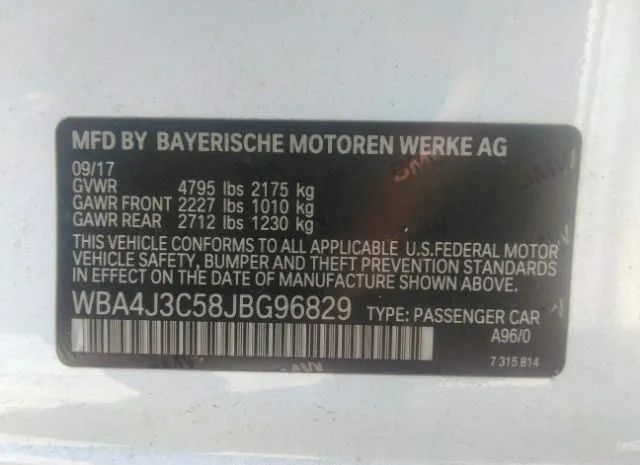 MFD BY BAYERISCHE MOTOREN WERKE AG
09/17
GVWR 4795 lbs 2175 kg
GAWR FRONT 2227 lbs 1010 kg
GAWR REAR 2712 lbs 1230 kg
THIS VEHICLE CONFORMS TO ALL APPLICABLE U.S.FEDERAL MOTOR
VEHICLE SAFETY, BUMPER AND THEFT PREVENTION STANDARDS
IN EFFECT ON THE DATE OF MANUFACTURE SHOWN ABOVE.
WBA4J3C58JBG96829 TYPE: PASSENGER CAR
A96/0
7 315 814